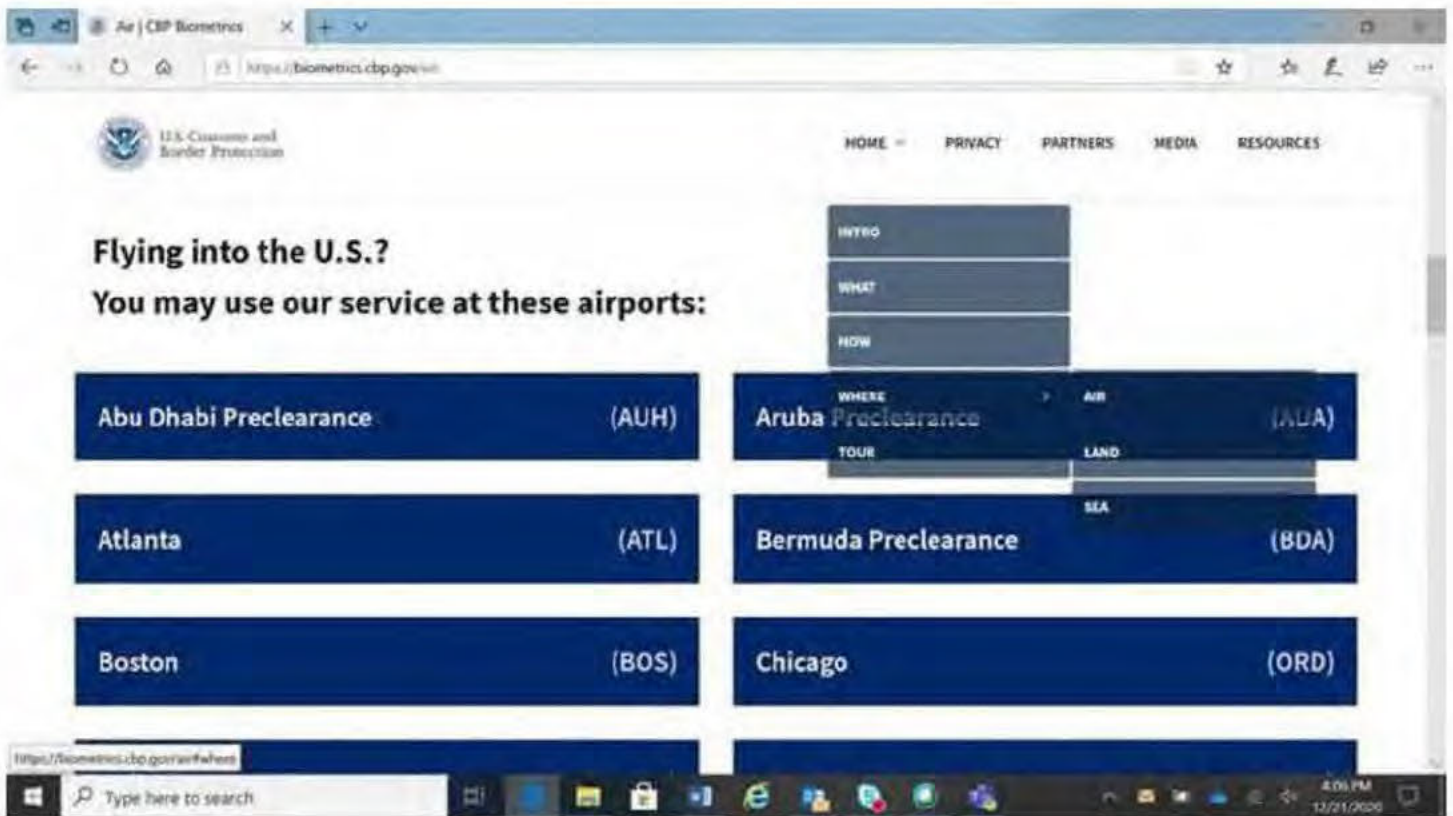 Air | CBP Biometrics
https://biometrics.cbp.gov/air
U.S. Customs and
Border Protection
HOME
PRIVACY
PARTNERS
MEDIA
RESOURCES
Flying into the U.S.?
You may use our service at these airports:
INTRO
WHAT
HOW
WHERE
TOUR
AIR
LAND
SEA
Abu Dhabi Preclearance (AUH)
Aruba Preclearance (AUA)
Atlanta (ATL)
Bermuda Preclearance (BDA)
Boston (BOS)
Chicago (ORD)
https://biometrics.cbp.gov/air#where
Type here to search
4:06 PM
12/21/2020